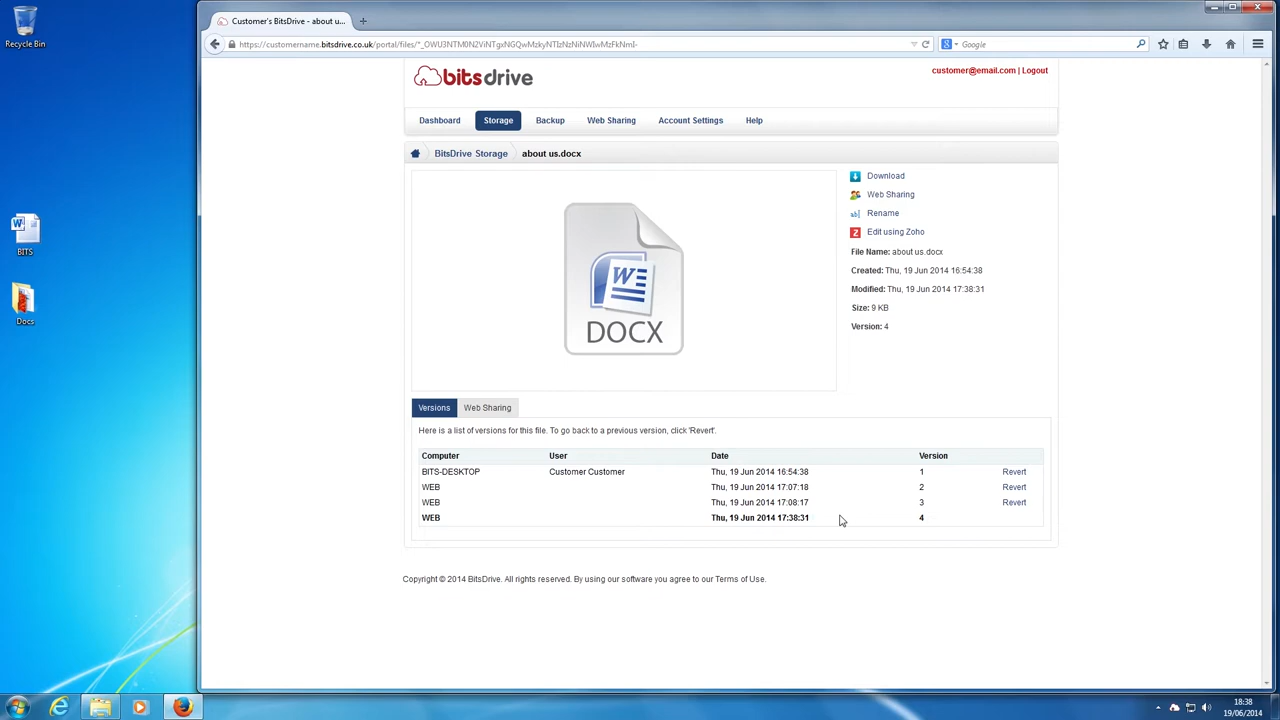 Recycle Bin
BITS
Docs
Customer's BitsDrive - about u...
https://customername.bitsdrive.co.uk/portal/files/
Google
bitsdrive
customer@email.com | Logout
Dashboard Storage Backup Web Sharing Account Settings Help
BitsDrive Storage about us.docx
W
DOCX
Download
Web Sharing
Rename
Edit using Zoho
File Name: about us.docx
Created: Thu, 19 Jun 2014 16:54:38
Modified: Thu, 19 Jun 2014 17:38:31
Size: 9 KB
Version: 4
Versions Web Sharing
Here is a list of versions for this file. To go back to a previous version, click 'Revert'.
Computer User Date Version
BITS-DESKTOP Customer Customer Thu, 19 Jun 2014 16:54:38 1 Revert
WEB Thu, 19 Jun 2014 17:07:18 2 Revert
WEB Thu, 19 Jun 2014 17:08:17 3 Revert
WEB Thu, 19 Jun 2014 17:38:31 4
Copyright © 2014 BitsDrive. All rights reserved. By using our software you agree to our Terms of Use.
18:38
19/06/2014